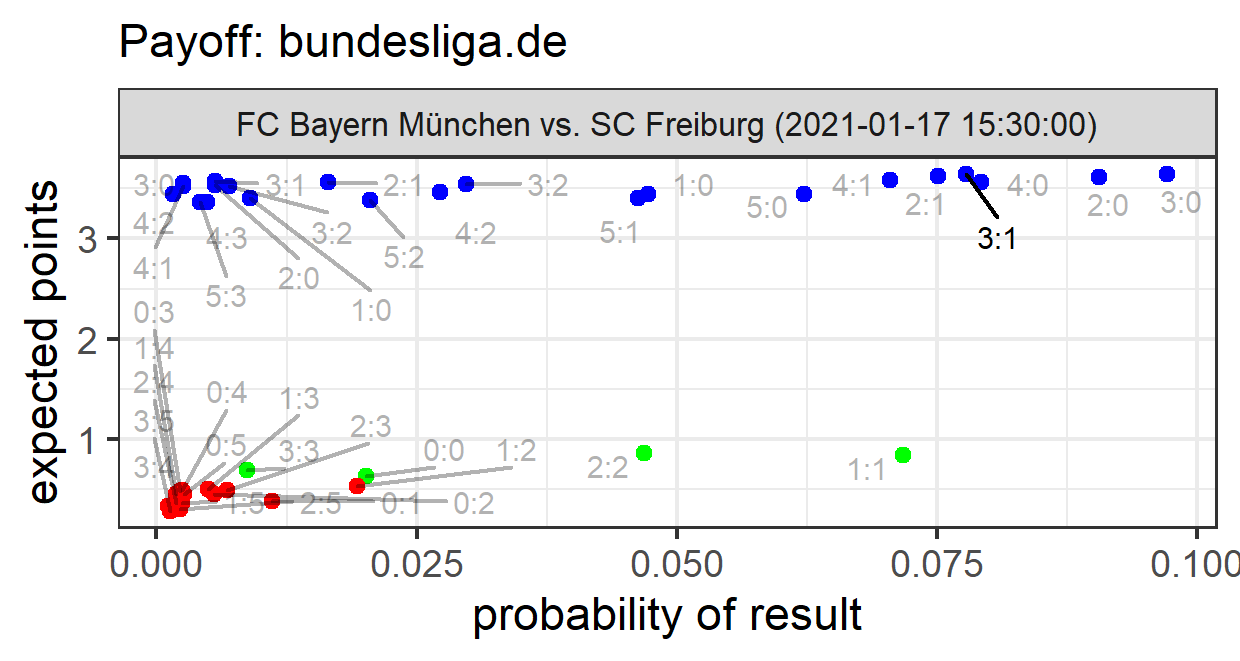 Payoff: bundesliga.de
FC Bayern München vs. SC Freiburg (2021-01-17 15:30:00)
expected points
3
2
1
3:0 3:1 2:1 3:2 1:0 4:1 4:0
4:2 4:3 3:2 4:2 5:1 5:0 2:1 2:0 3:0
4:1 2:0 5:2 3:1
5:3 1:0
0:3
1:4
2:4 0:4 1:3
3:5 0:5 3:3 2:3 0:0 1:2
3:4 2:2 1:1
1:5 2:5 0:1 0:2
0.000 0.025 0.050 0.075 0.100
probability of result